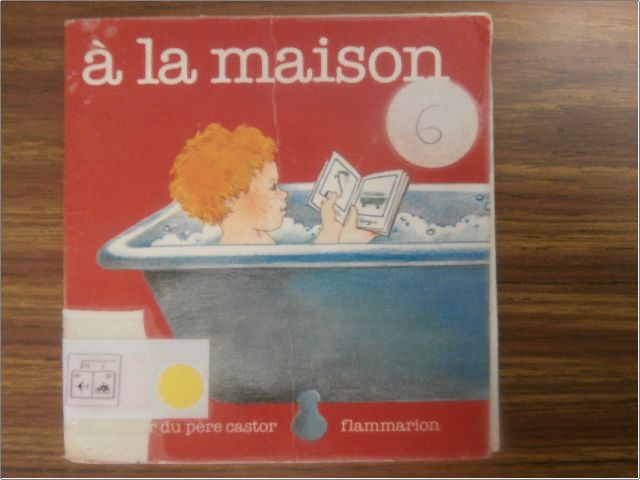 à la maison
6
du père castor
flammarion